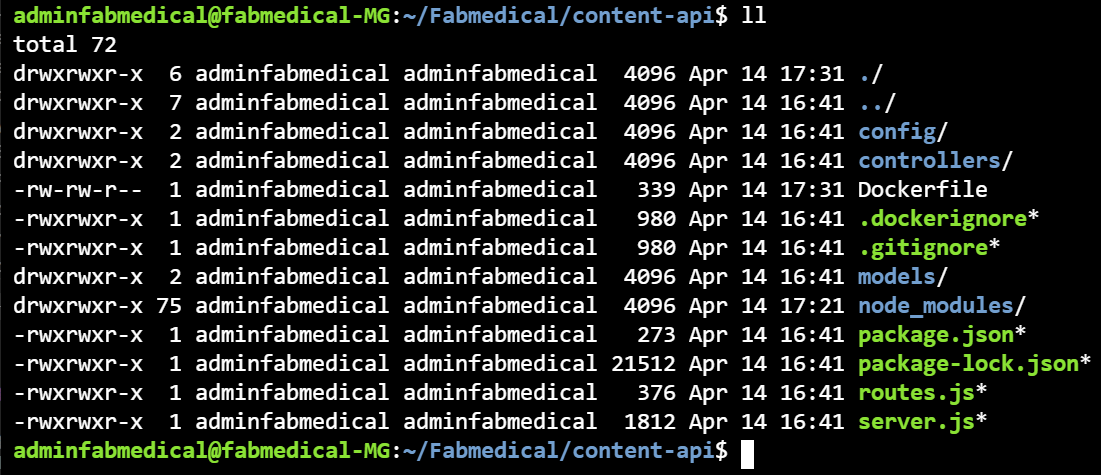 adminfabmedical@fabmedical-MG:~/Fabmedical/content-api$ ll
total 72
drwxrwxr-x  6 adminfabmedical adminfabmedical  4096 Apr 14 17:31 ./
drwxrwxr-x  7 adminfabmedical adminfabmedical  4096 Apr 14 16:41 ../
drwxrwxr-x  2 adminfabmedical adminfabmedical  4096 Apr 14 16:41 config/
drwxrwxr-x  2 adminfabmedical adminfabmedical  4096 Apr 14 16:41 controllers/
-rw-rw-r--  1 adminfabmedical adminfabmedical   339 Apr 14 17:31 Dockerfile
-rwxrwxr-x  1 adminfabmedical adminfabmedical   980 Apr 14 16:41 .dockerignore*
-rwxrwxr-x  1 adminfabmedical adminfabmedical   980 Apr 14 16:41 .gitignore*
drwxrwxr-x  2 adminfabmedical adminfabmedical  4096 Apr 14 16:41 models/
drwxrwxr-x 75 adminfabmedical adminfabmedical  4096 Apr 14 17:21 node_modules/
-rwxrwxr-x  1 adminfabmedical adminfabmedical   273 Apr 14 16:41 package.json*
-rwxrwxr-x  1 adminfabmedical adminfabmedical 21512 Apr 14 16:41 package-lock.json*
-rwxrwxr-x  1 adminfabmedical adminfabmedical   376 Apr 14 16:41 routes.js*
-rwxrwxr-x  1 adminfabmedical adminfabmedical  1812 Apr 14 16:41 server.js*
adminfabmedical@fabmedical-MG:~/Fabmedical/content-api$